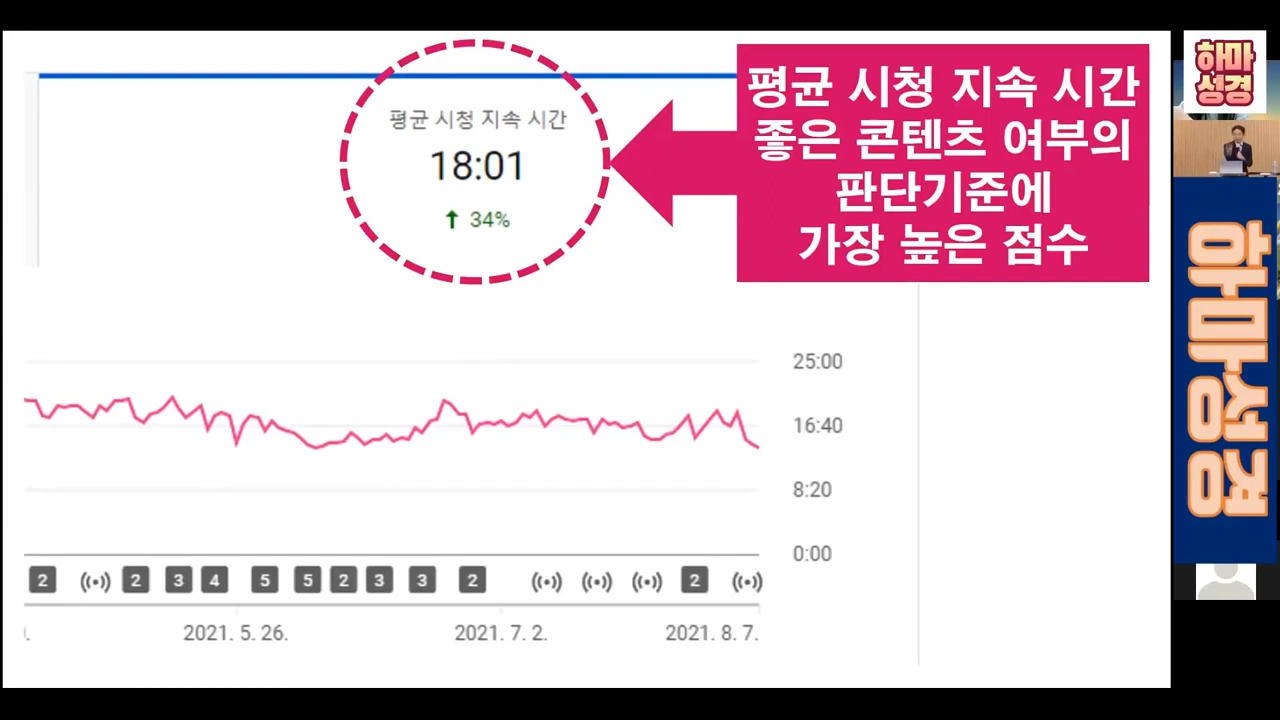 평균 시청 지속 시간
18:01
34%
평균 시청 지속 시간
좋은 콘텐츠 여부의
판단기준에
가장 높은 점수
25:00
16:40
8:20
0:00
2
2
3
4
5
5
2
3
3
2
2
2021. 5. 26.
2021. 7. 2.
2021. 8. 7.
하마
성경
하마성경